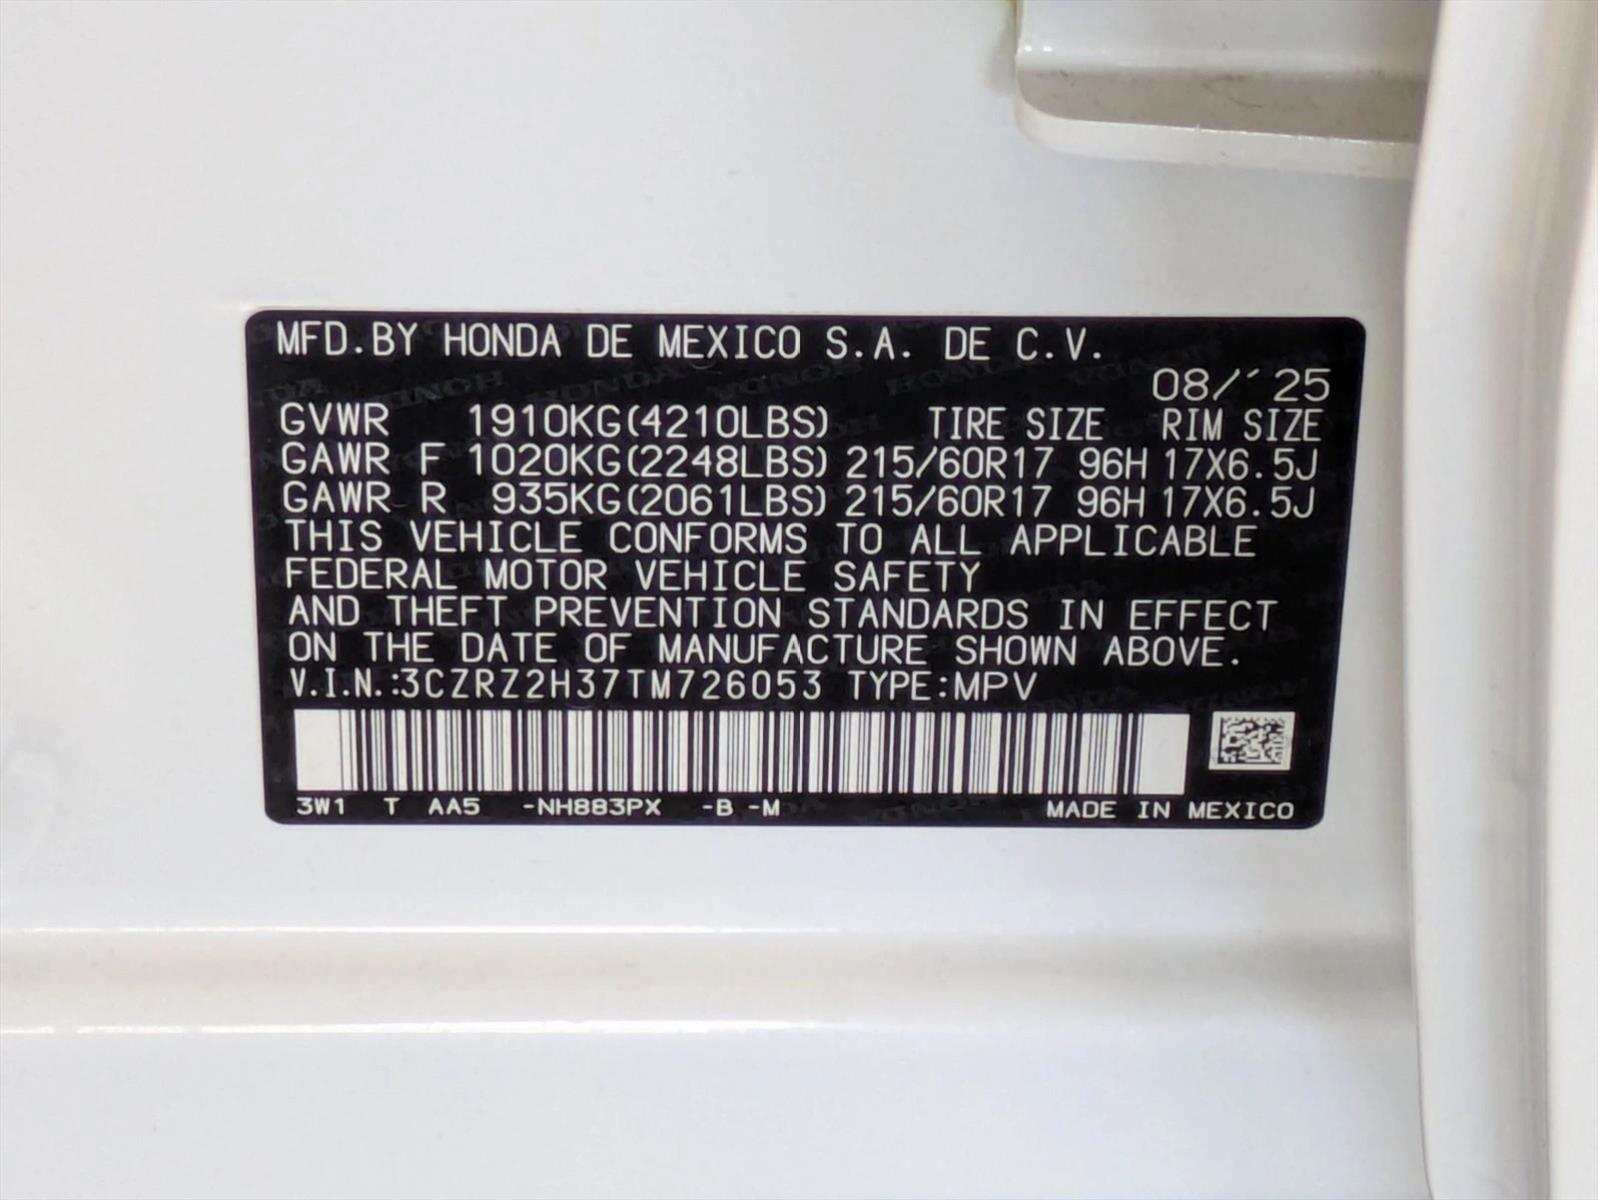 MFD.BY HONDA DE MEXICO S.A. DE C.V.
08/´25
GVWR 1910KG(4210LBS) TIRE SIZE RIM SIZE
GAWR F 1020KG(2248LBS) 215/60R17 96H 17X6.5J
GAWR R 935KG(2061LBS) 215/60R17 96H 17X6.5J
THIS VEHICLE CONFORMS TO ALL APPLICABLE
FEDERAL MOTOR VEHICLE SAFETY
AND THEFT PREVENTION STANDARDS IN EFFECT
ON THE DATE OF MANUFACTURE SHOWN ABOVE.
V.I.N.:3CZRZ2H37TM726053 TYPE:MPV
3W1 T AA5 -NH883PX -B -M MADE IN MEXICO